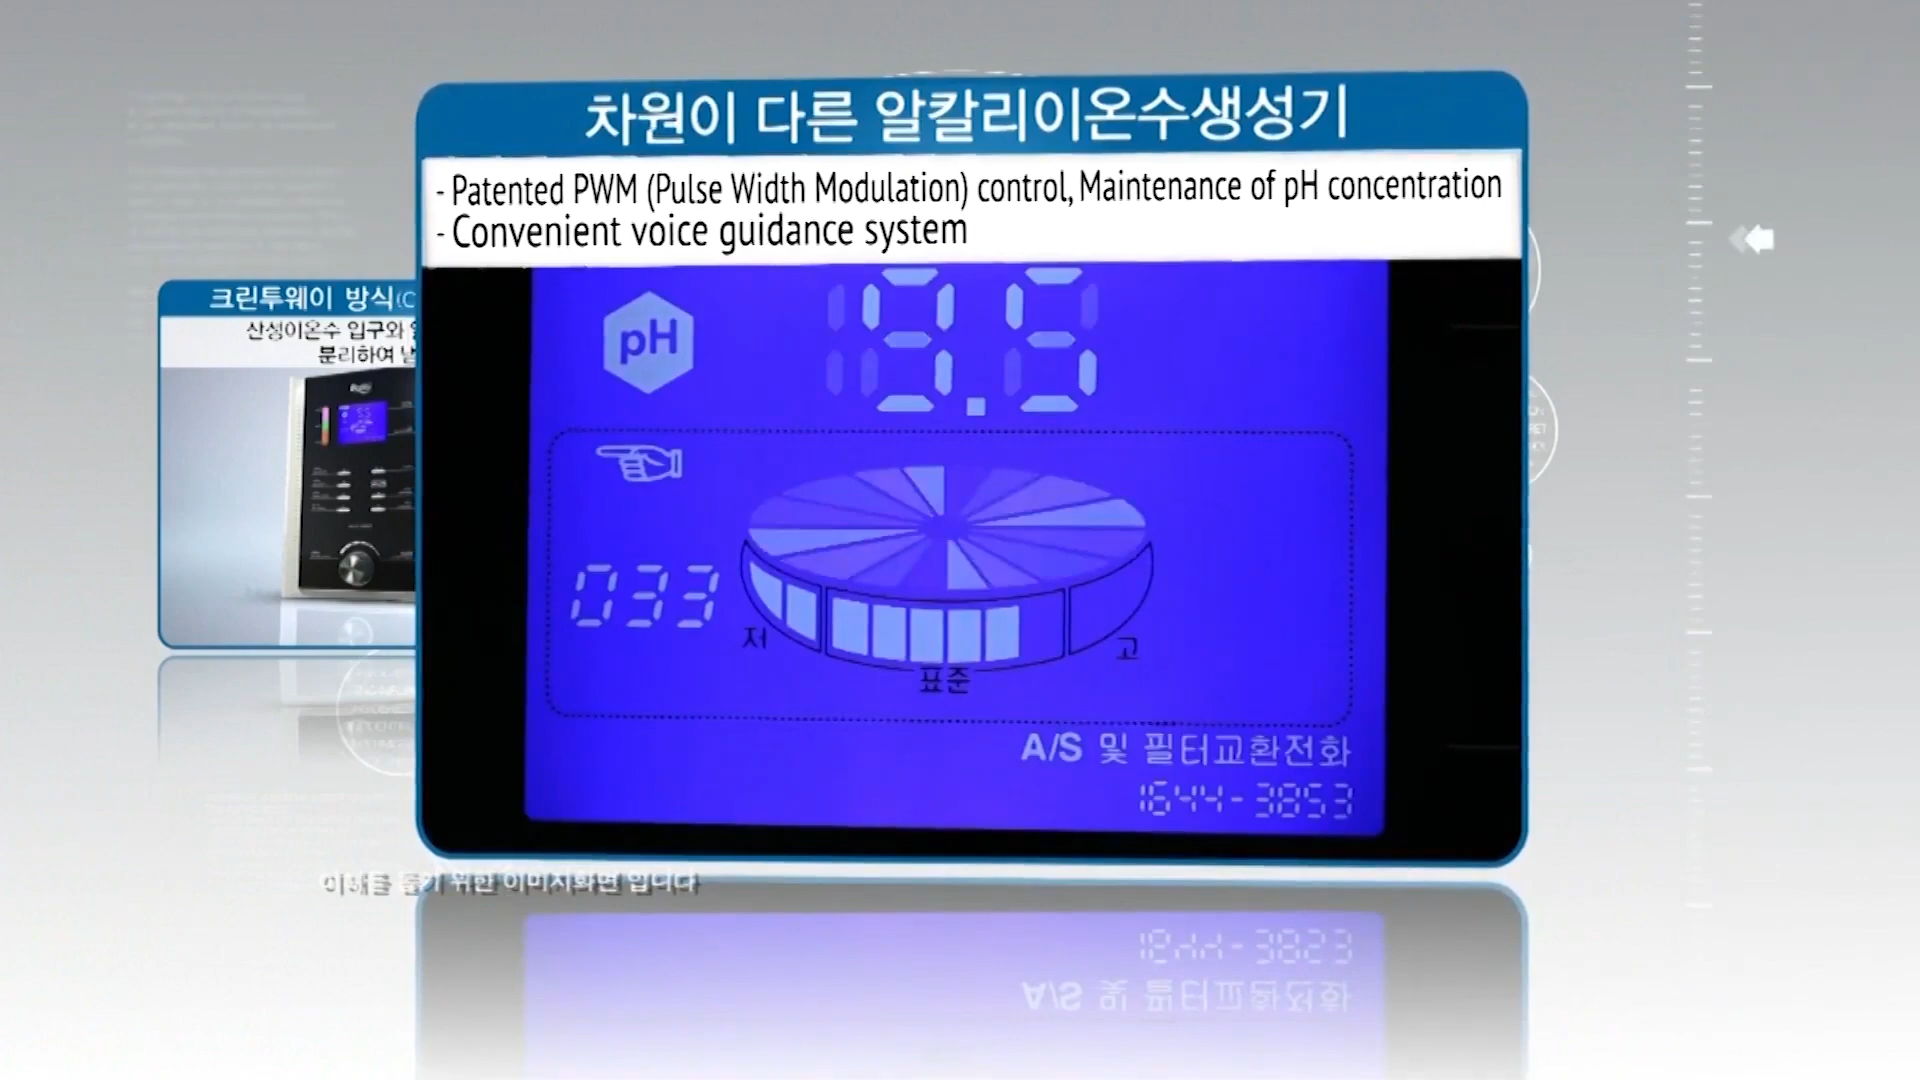 차원이 다른 알칼리이온수생성기
- Patented PWM (Pulse Width Modulation) control, Maintenance of pH concentration
- Convenient voice guidance system
크린투웨이 방식(C
산성이온수 입구와
분리하여
pH
9.5
033
저
표준
고
A/S 및 필터교환전화
1644-3853
이해를 돕기 위한 이미지화면 입니다